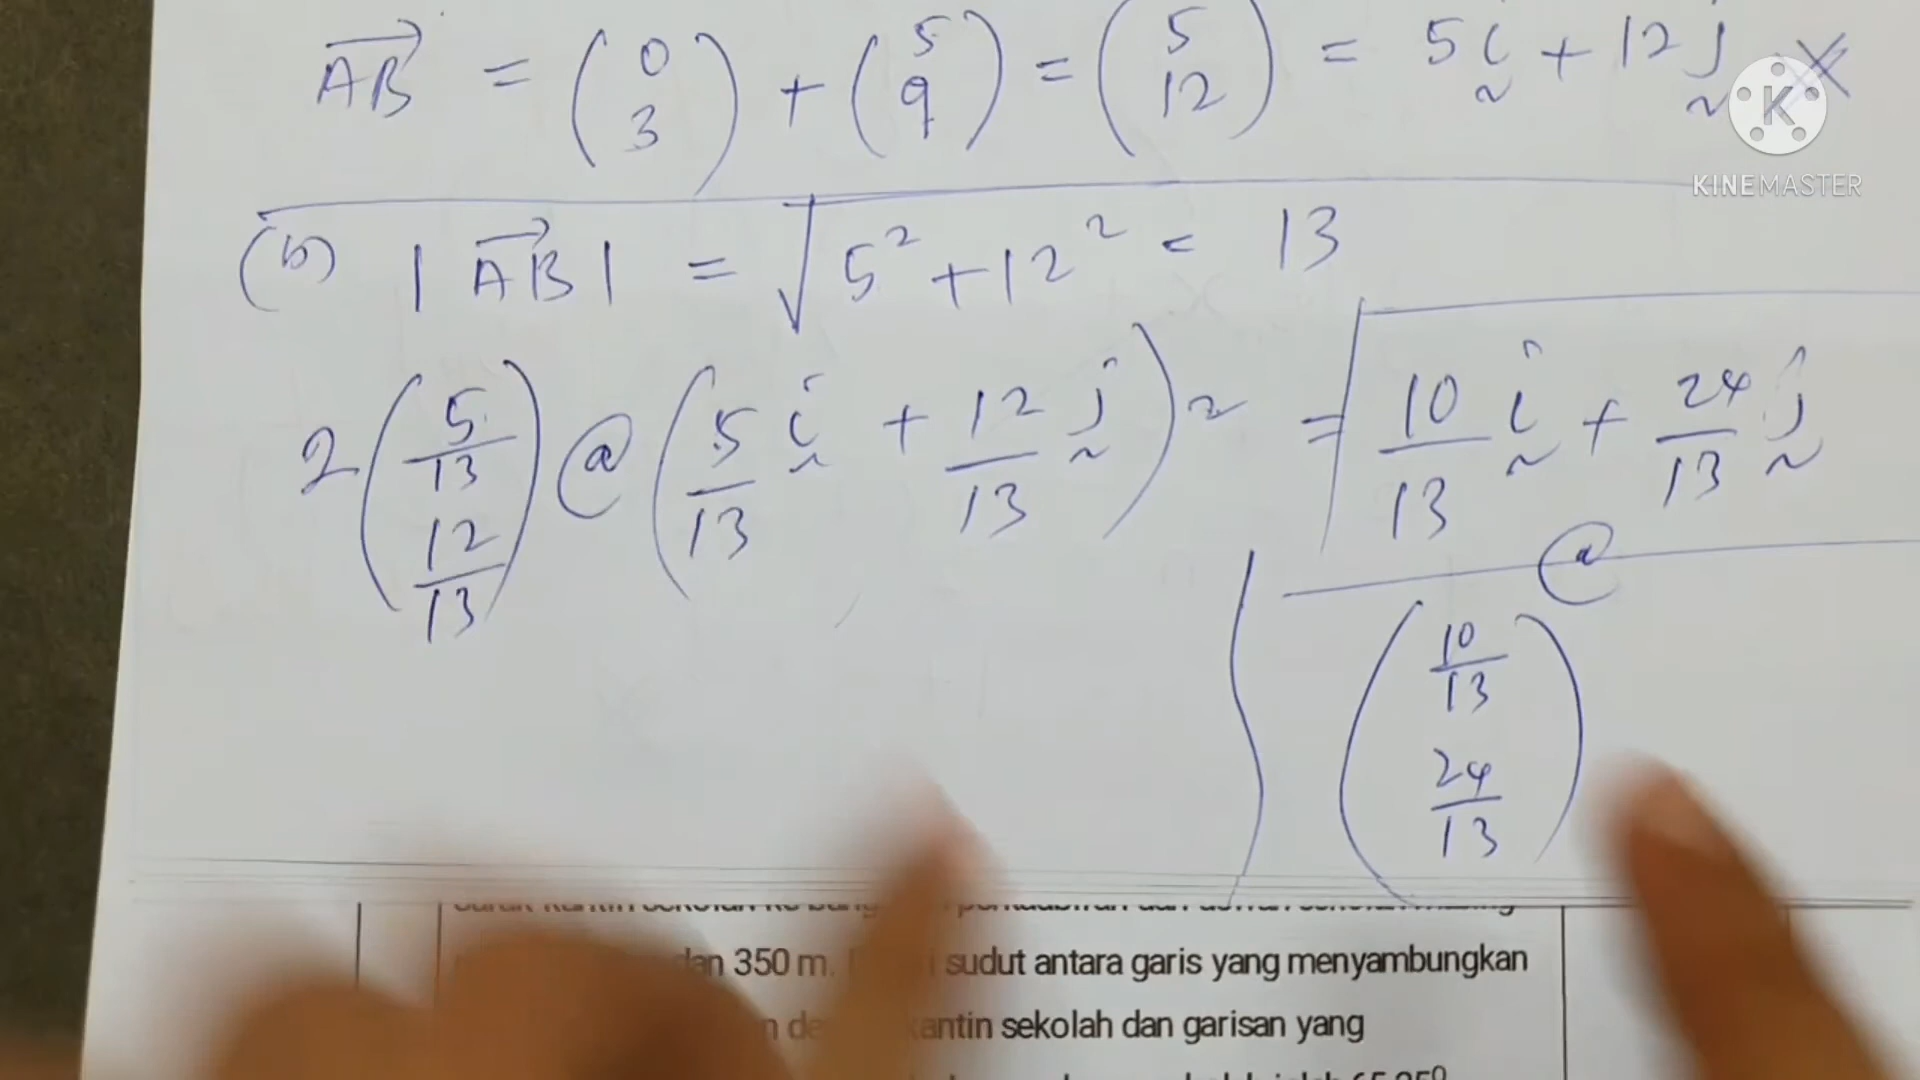 AB = (0 3) + (5 9) = (5 12) = 5i + 12j
K
KINEMASTER
(b) |AB| = √5² + 12² = 13
2(5/13 12/13) @ (5/13 i + 12/13 j)2 = 10/13 i + 24/13 j
@
(10/13 24/13)
dan 350 m. sudut antara garis yang menyambungkan
kantin sekolah dan garisan yang